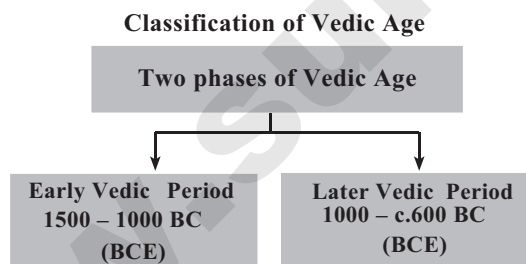 Classification of Vedic Age
Two phases of Vedic Age
Early Vedic Period
1500 – 1000 BC
(BCE)
Later Vedic Period
1000 – c.600 BC
(BCE)